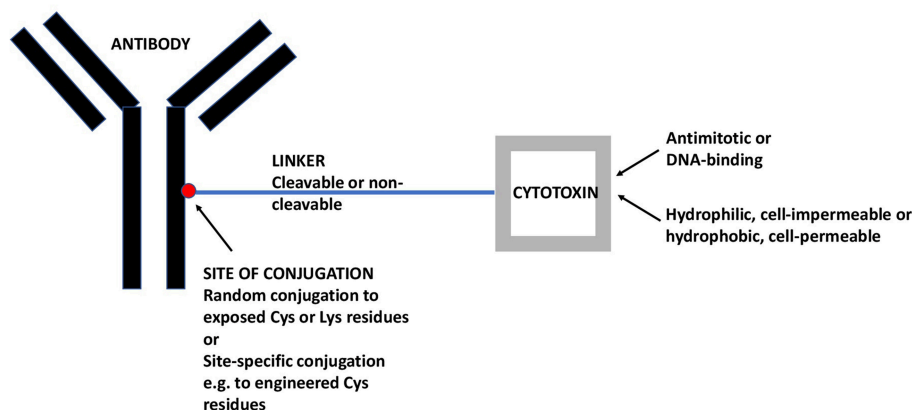 ANTIBODY
LINKER
Cleavable or non-
cleavable
CYTOTOXIN
Antimitotic or
DNA-binding
Hydrophilic, cell-impermeable or
hydrophobic, cell-permeable
SITE OF CONJUGATION
Random conjugation to
exposed Cys or Lys residues
or
Site-specific conjugation
e.g. to engineered Cys
residues